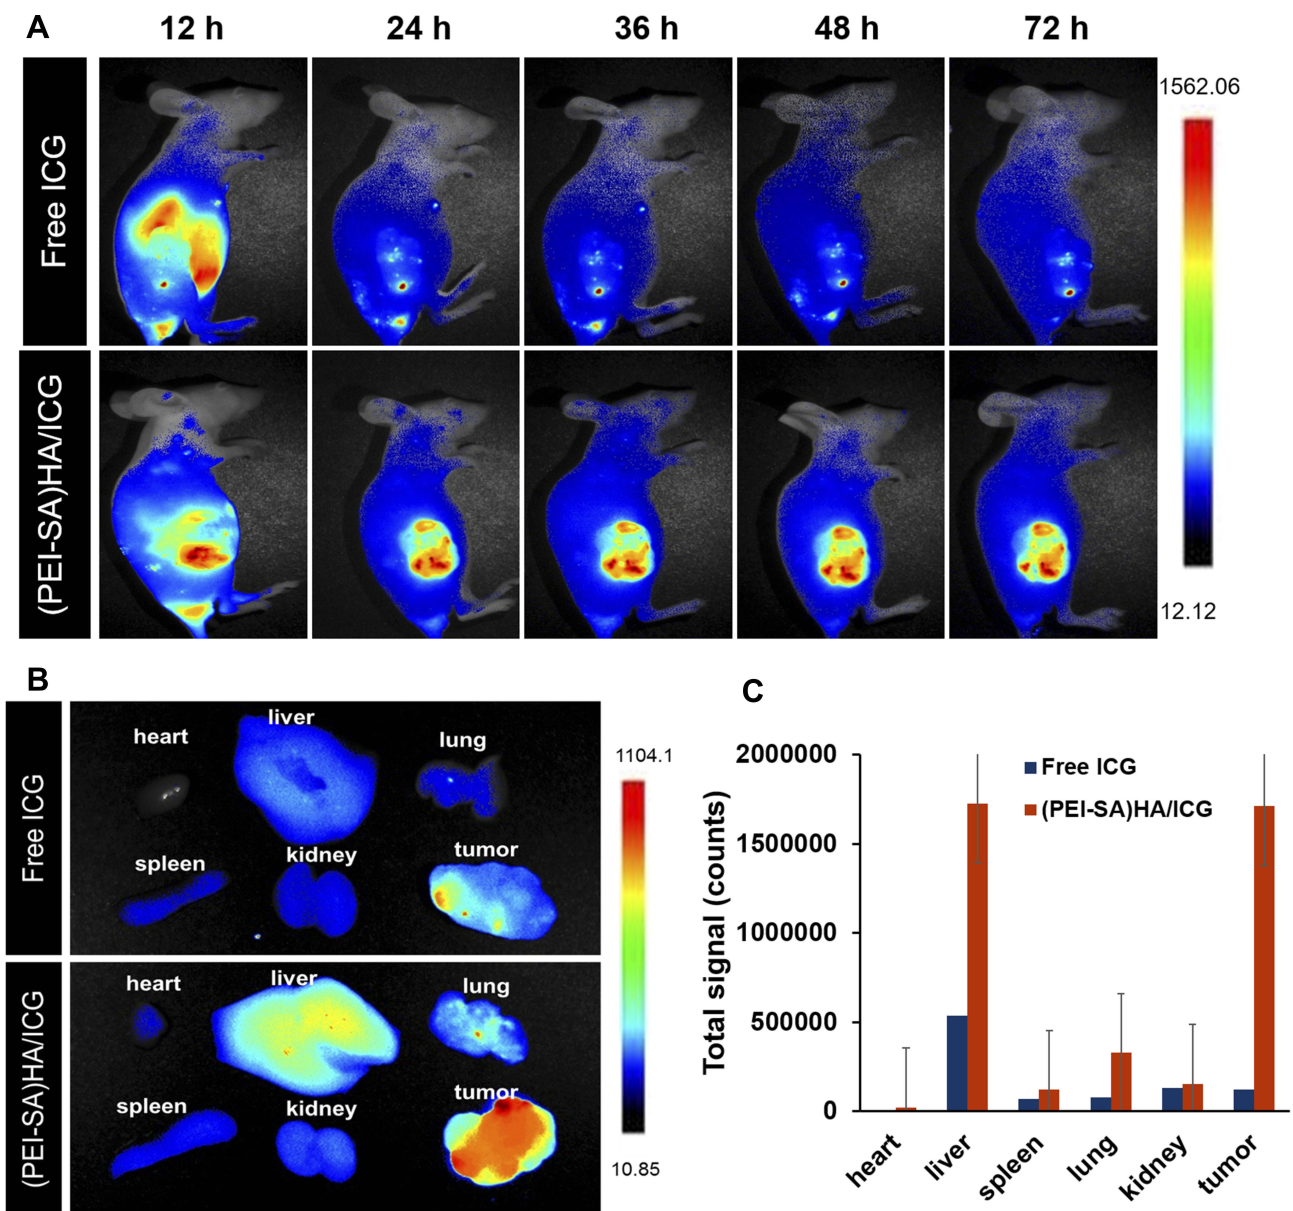 A
12 h
24 h
36 h
48 h
72 h
Free ICG
(PEI-SA)HA/ICG
1562.06
12.12
B
Free ICG
heart
liver
lung
spleen
kidney
tumor
(PEI-SA)HA/ICG
heart
liver
lung
spleen
kidney
tumor
1104.1
10.85
C
Total signal (counts)
2000000
1500000
1000000
500000
0
Free ICG
(PEI-SA)HA/ICG
heart
liver
spleen
lung
kidney
tumor